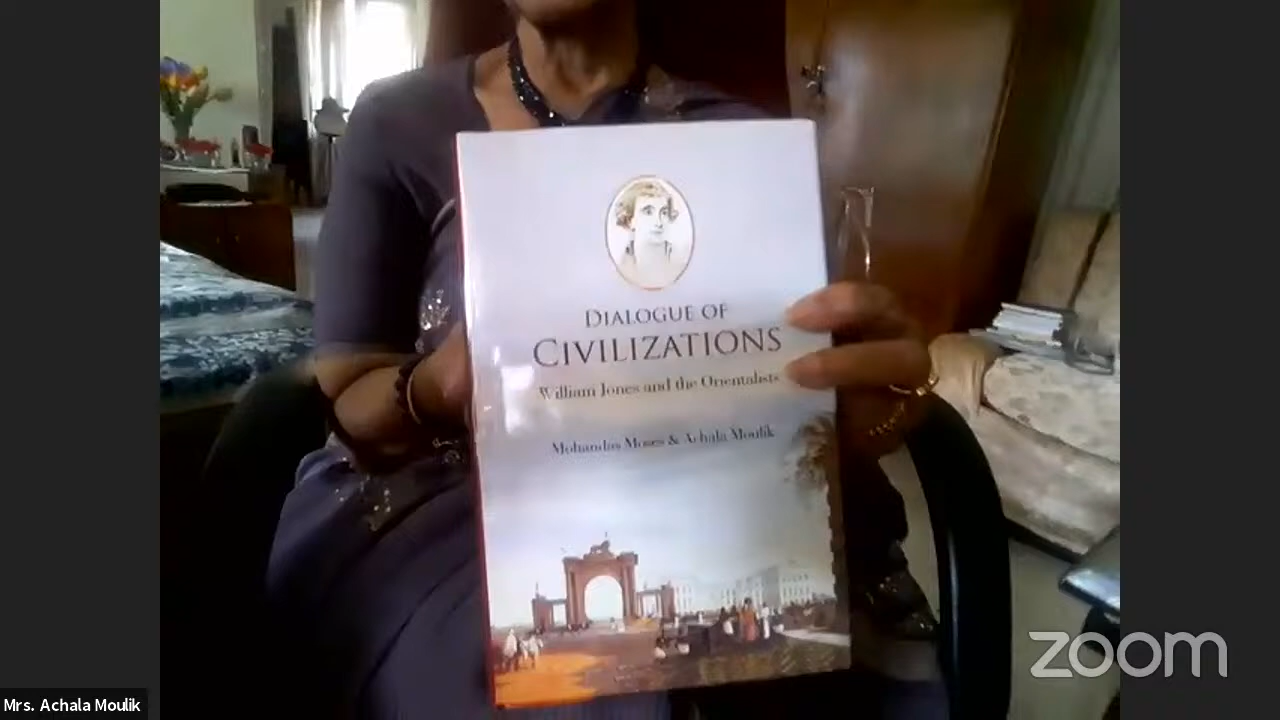 DIALOGUE OF
CIVILIZATIONS
William Jones and the Orientalists
Mohandas Moses & Achala Moulik
zoom
Mrs. Achala Moulik